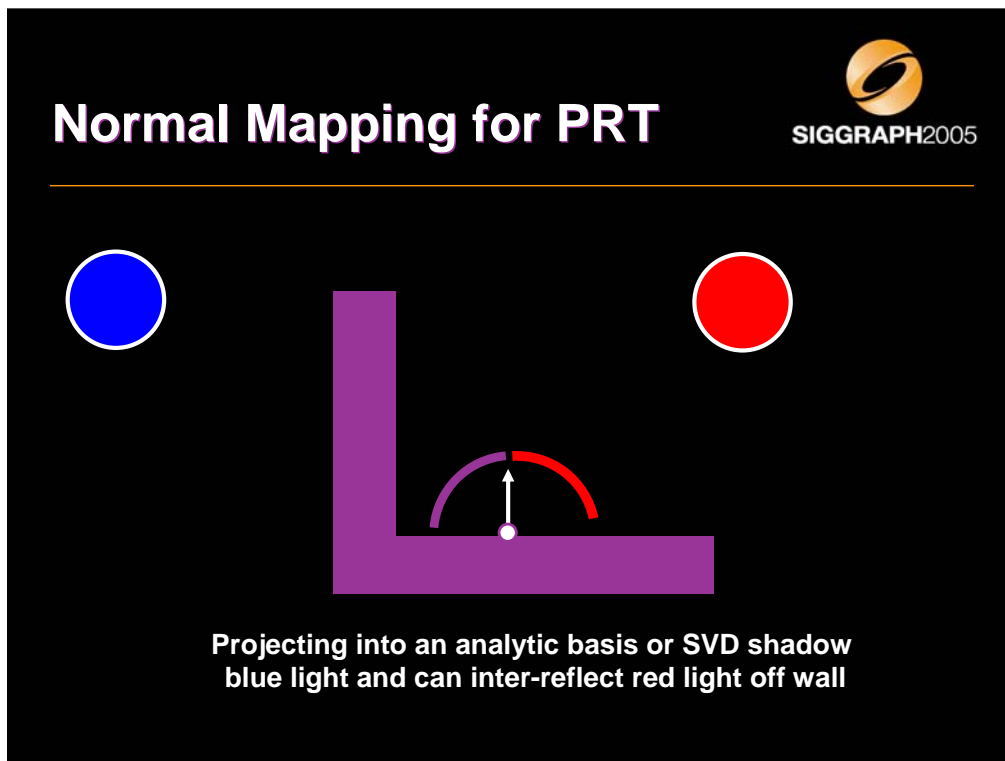 Normal Mapping for PRT
SIGGRAPH2005
Projecting into an analytic basis or SVD shadow
blue light and can inter-reflect red light off wall